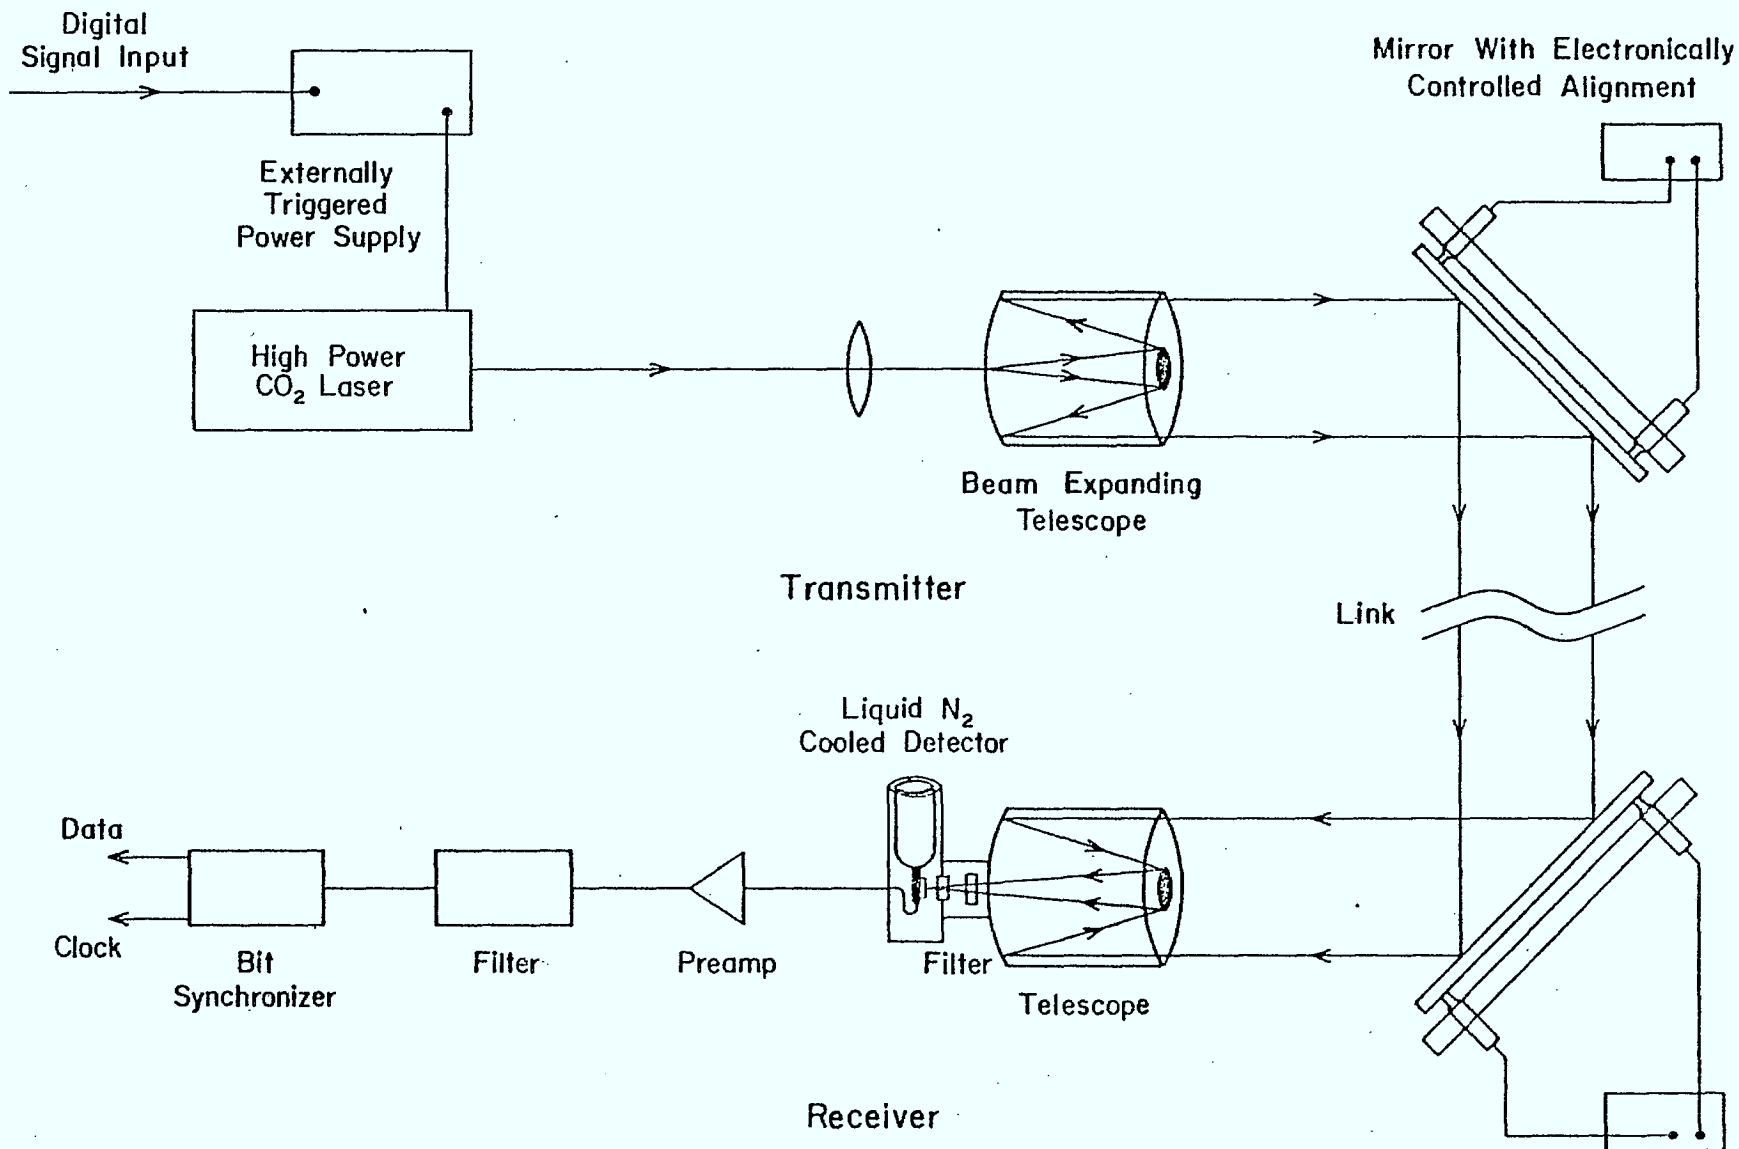 Digital
Signal Input
Mirror With Electronically
Controlled Alignment
Externally
Triggered
Power Supply
High Power
CO₂ Laser
Beam Expanding
Telescope
Transmitter
Link
Liquid N₂
Cooled Detector
Data
Clock
Bit
Synchronizer
Filter
Preamp
Filter
Telescope
Receiver